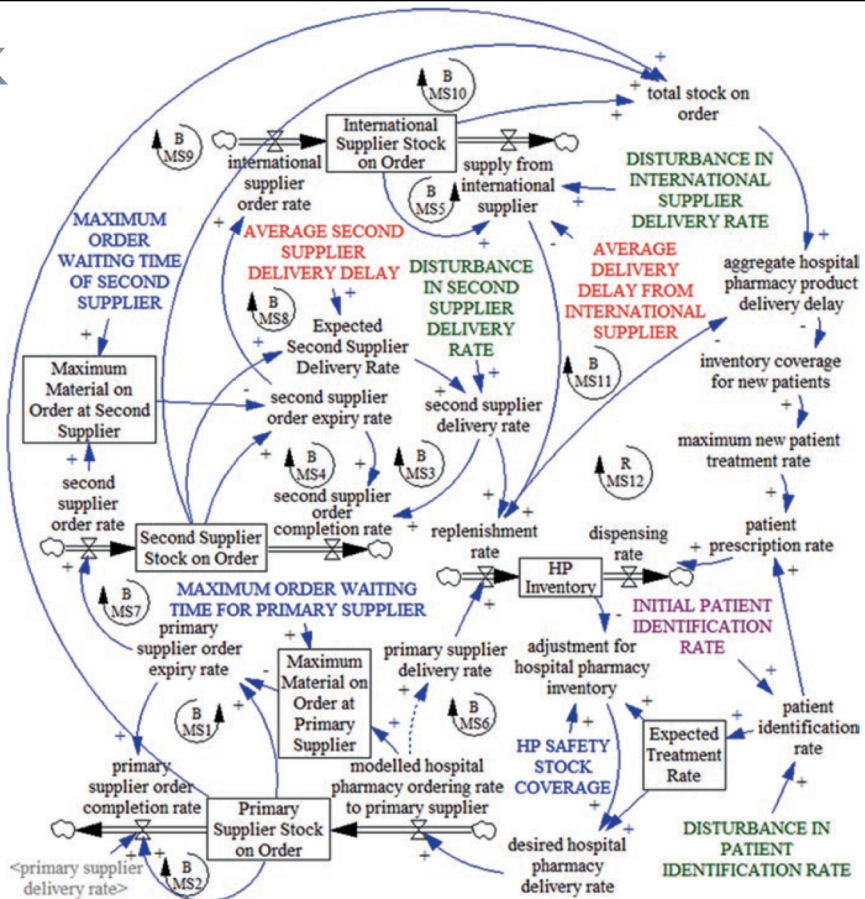 B
MS10
total stock on
order
B
MS9
International
Supplier Stock
on Order
international
supplier
order rate
supply from
international
supplier
B
MS5
DISTURBANCE IN
INTERNATIONAL
SUPPLIER
DELIVERY RATE
MAXIMUM
ORDER
WAITING TIME
OF SECOND
SUPPLIER
AVERAGE SECOND
SUPPLIER
DELIVERY DELAY
DISTURBANCE
IN SECOND
SUPPLIER
DELIVERY
RATE
AVERAGE
DELIVERY
DELAY FROM
INTERNATIONAL
SUPPLIER
aggregate hospital
pharmacy product
delivery delay
B
MS8
Expected
Second Supplier
Delivery Rate
B
MS11
inventory coverage
for new patients
Maximum
Material on
Order at Second
Supplier
second supplier
order expiry rate
second supplier
delivery rate
maximum new patient
treatment rate
second
supplier
order rate
B
MS4
B
MS3
R
MS12
second supplier
order
completion rate
replenishment
rate
dispensing
rate
patient
prescription rate
Second Supplier
Stock on Order
HP
Inventory
B
MS7
MAXIMUM ORDER WAITING
TIME FOR PRIMARY SUPPLIER
INITIAL PATIENT
IDENTIFICATION
RATE
primary
supplier order
expiry rate
Maximum
Material on
Order at
Primary
Supplier
primary supplier
delivery rate
adjustment for
hospital pharmacy
inventory
B
MS1
B
MS6
patient
identification
rate
Expected
Treatment
Rate
HP SAFETY
STOCK
COVERAGE
primary
supplier order
completion rate
modelled hospital
pharmacy ordering rate
to primary supplier
Primary
Supplier Stock
on Order
<primary supplier
delivery rate>
B
MS2
desired hospital
pharmacy
delivery rate
DISTURBANCE IN
PATIENT
IDENTIFICATION RATE